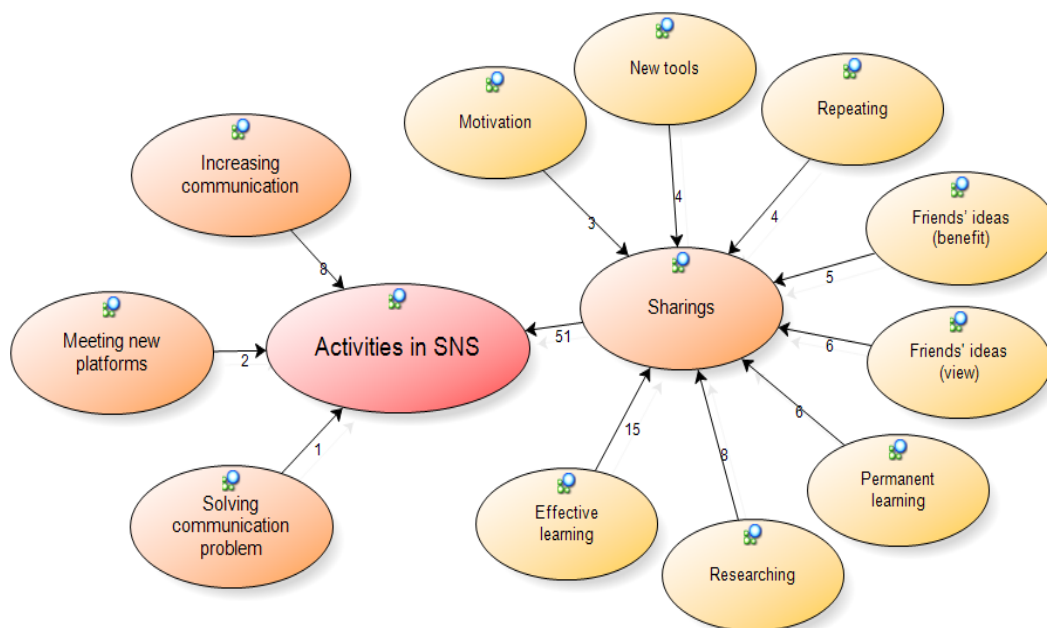 New tools
Motivation
Repeating
Increasing
communication
3
4
4
Friends' ideas
(benefit)
8
5
Sharings
Meeting new
platforms
2
Activities in SNS
51
6
Friends' ideas
(view)
1
15
8
6
Solving
communication
problem
Effective
learning
Researching
Permanent
learning